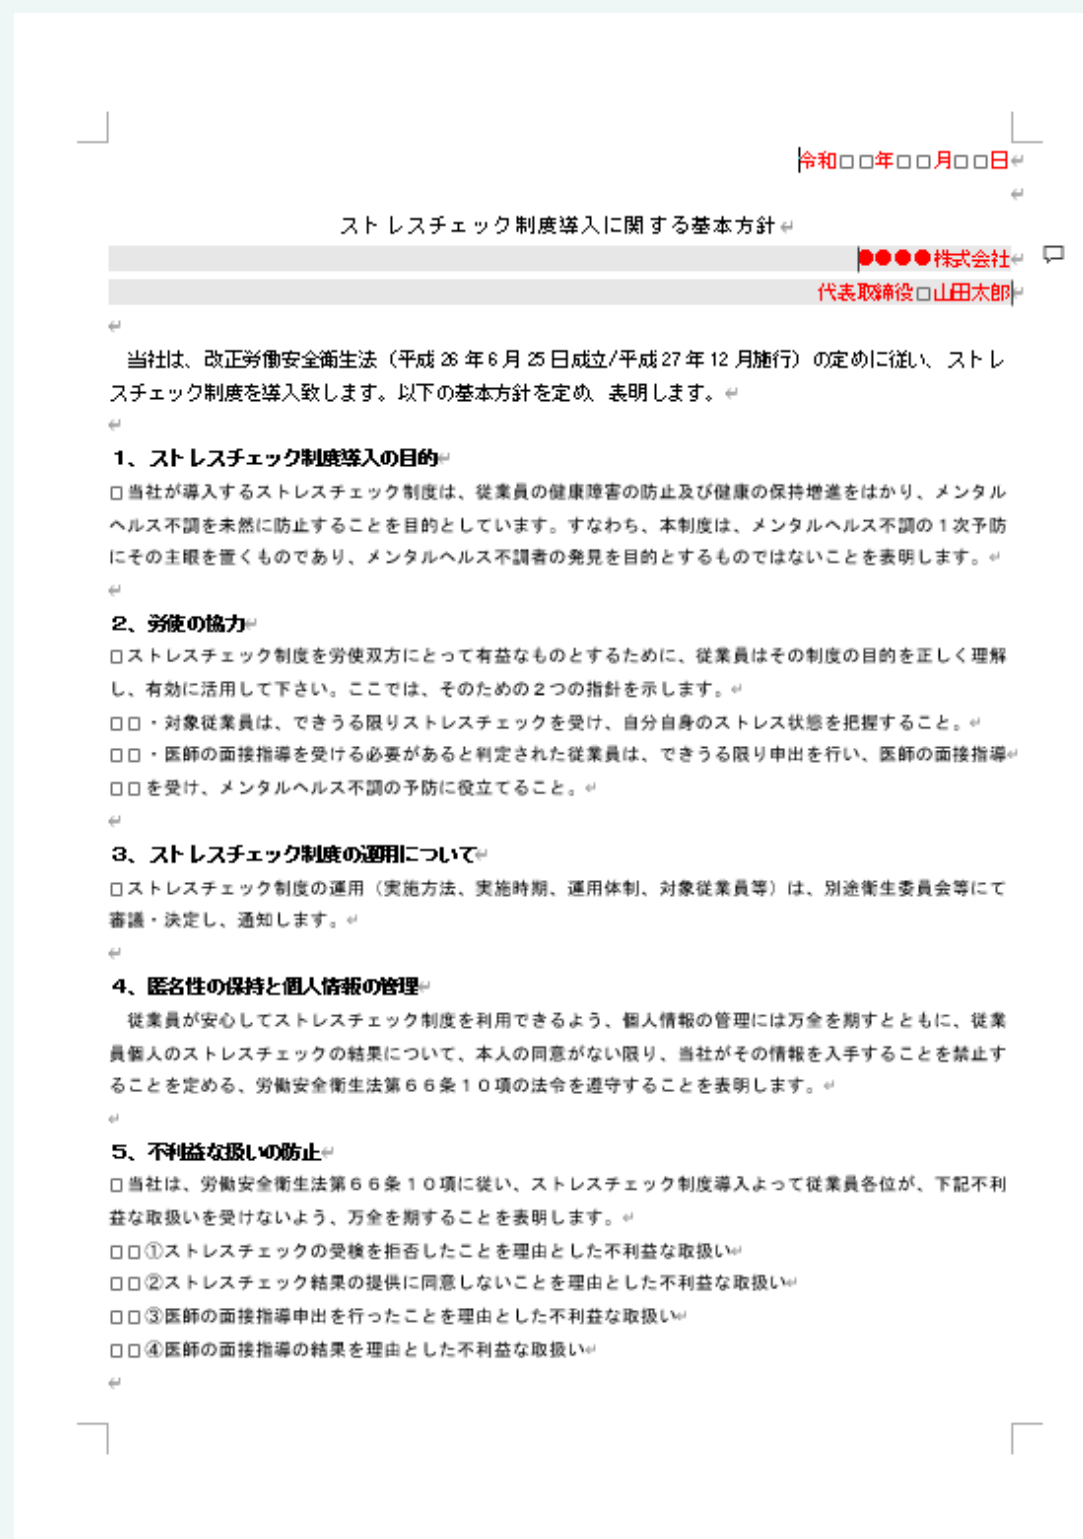 令和□□年□□月□□日
ストレスチェック制度導入に関する基本方針
●●●●株式会社
代表取締役□山田太郎
当社は、改正労働安全衛生法（平成26年6月25日成立/平成27年12月施行）の定めに従い、ストレ
スチェック制度を導入致します。以下の基本方針を定め、表明します。
1、ストレスチェック制度導入の目的
□当社が導入するストレスチェック制度は、従業員の健康障害の防止及び健康の保持増進をはかり、メンタル
ヘルス不調を未然に防止することを目的としています。すなわち、本制度は、メンタルヘルス不調の１次予防
にその主眼を置くものであり、メンタルヘルス不調者の発見を目的とするものではないことを表明します。
2、労使の協力
□ストレスチェック制度を労使双方にとって有益なものとするために、従業員はその制度の目的を正しく理解
し、有効に活用して下さい。ここでは、そのための２つの指針を示します。
□□・対象従業員は、できうる限りストレスチェックを受け、自分自身のストレス状態を把握すること。
□□・医師の面接指導を受ける必要があると判定された従業員は、できうる限り申出を行い、医師の面接指導
□□を受け、メンタルヘルス不調の予防に役立てること。
3、ストレスチェック制度の運用について
□ストレスチェック制度の運用（実施方法、実施時期、運用体制、対象従業員等）は、別途衛生委員会等にて
審議・決定し、通知します。
4、匿名性の保持と個人情報の管理
従業員が安心してストレスチェック制度を利用できるよう、個人情報の管理には万全を期すとともに、従業
員個人のストレスチェックの結果について、本人の同意がない限り、当社がその情報を入手することを禁止す
ることを定める、労働安全衛生法第６６条１０項の法令を遵守することを表明します。
5、不利益な扱いの防止
□当社は、労働安全衛生法第６６条１０項に従い、ストレスチェック制度導入よって従業員各位が、下記不利
益な取扱いを受けないよう、万全を期することを表明します。
□□①ストレスチェックの受検を拒否したことを理由とした不利益な取扱い
□□②ストレスチェック結果の提供に同意しないことを理由とした不利益な取扱い
□□③医師の面接指導申出を行ったことを理由とした不利益な取扱い
□□④医師の面接指導の結果を理由とした不利益な取扱い